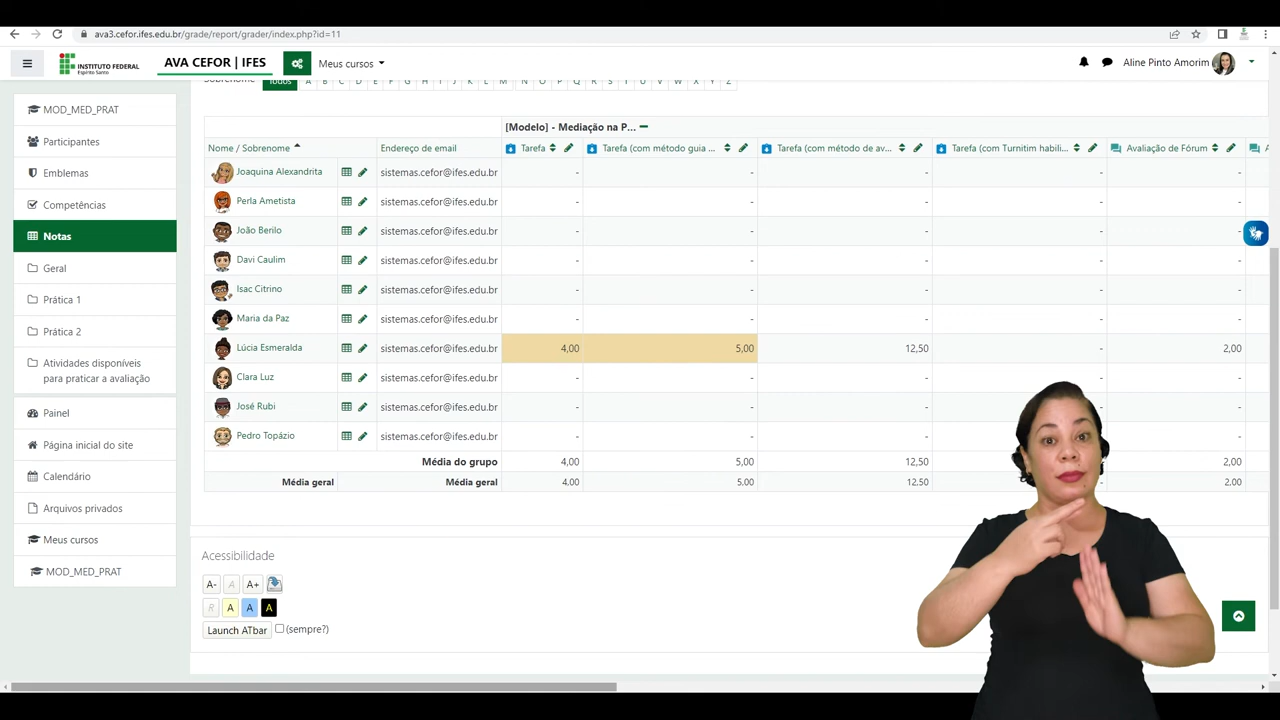 ava3.cefor.ifes.edu.br/grade/report/grader/index.php?id=11
INSTITUTO FEDERAL
Espírito Santo
AVA CEFOR | IFES
Meus cursos
Aline Pinto Amorim
Todos A B C D E F G H I J K L M N O P Q R S T U V W X Y Z
MOD_MED_PRAT
Participantes
Emblemas
Competências
Notas
Geral
Prática 1
Prática 2
Atividades disponíveis
para praticar a avaliação
Painel
Página inicial do site
Calendário
Arquivos privados
Meus cursos
MOD_MED_PRAT
[Modelo] - Mediação na P...
Nome / Sobrenome Endereço de email Tarefa Tarefa (com método guia ... Tarefa (com método de av... Tarefa (com Turnitim habili... Avaliação de Fórum
Joaquina Alexandrita sistemas.cefor@ifes.edu.br - - - - -
Perla Ametista sistemas.cefor@ifes.edu.br - - - - -
João Berilo sistemas.cefor@ifes.edu.br - - - - -
Davi Caulim sistemas.cefor@ifes.edu.br - - - - -
Isac Citrino sistemas.cefor@ifes.edu.br - - - - -
Maria da Paz sistemas.cefor@ifes.edu.br - - - - -
Lúcia Esmeralda sistemas.cefor@ifes.edu.br 4,00 5,00 12,50 - 2,00
Clara Luz sistemas.cefor@ifes.edu.br - - - - -
José Rubi sistemas.cefor@ifes.edu.br - - - - -
Pedro Topázio sistemas.cefor@ifes.edu.br - - - - -
Média do grupo 4,00 5,00 12,50 2,00
Média geral Média geral 4,00 5,00 12,50 2,00
Acessibilidade
A- A A+
R A A A
Launch ATbar (sempre?)